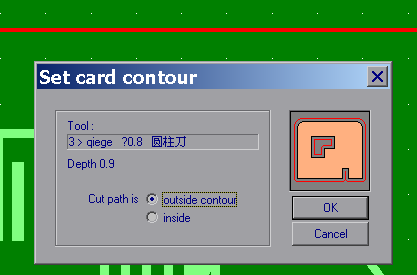 Set card contour
Tool :
3 > qiege ?0.8 圆柱刀
Depth 0.9
Cut path is
outside contour
inside
OK
Cancel